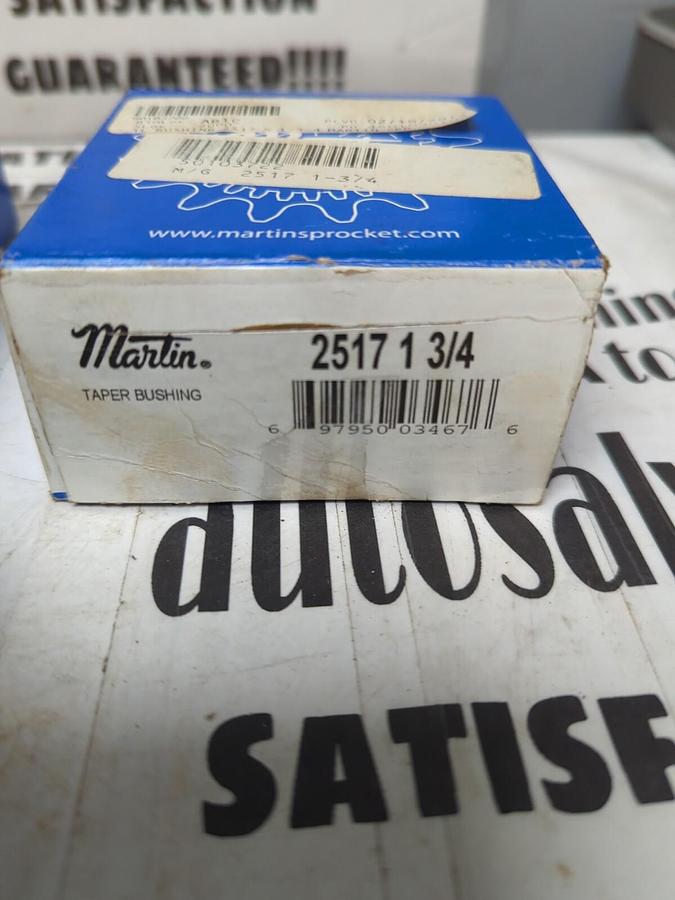 SATISFACTION
GUARANTEED!!!!
M/G 2517 1-3/4
www.martinsprocket.com
Martin®
2517 1 3/4
TAPER BUSHING
6 97950 03467 6
autosal
SATISF